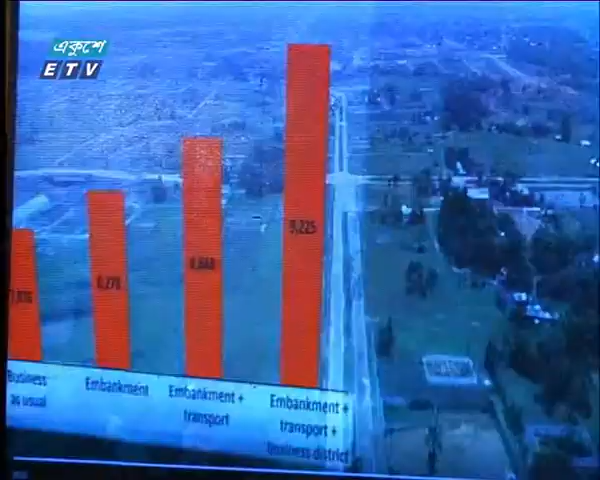 একুশে
ETV
9,225
Business
as usual
Embankment
Embankment +
transport
Embankment +
transport +
business district